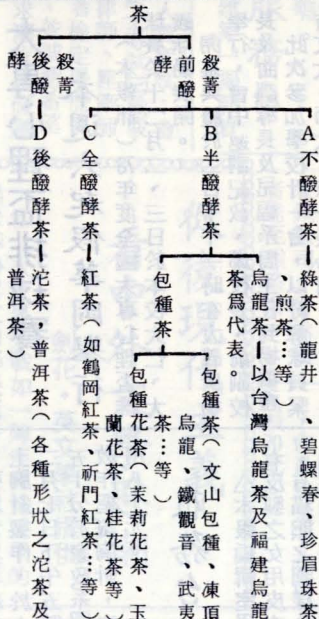 茶
殺菁
前醱
酵
A不醱酵茶—綠茶(龍井、碧螺春、珍眉珠茶
、煎茶…等)
B半醱酵茶
烏龍茶—以台灣烏龍茶及福建烏龍
茶爲代表。
包種茶
包種茶(文山包種、凍頂
烏龍、鐵觀音、武夷
茶…等)
包種花茶(茉莉花茶、玉
蘭花茶、桂花茶等)
C全醱酵茶—紅茶(如鶴岡紅茶、祈門紅茶…等)
殺菁
後醱
酵
D後醱酵茶—沱茶,普洱茶(各種形狀之沱茶及
普洱茶)